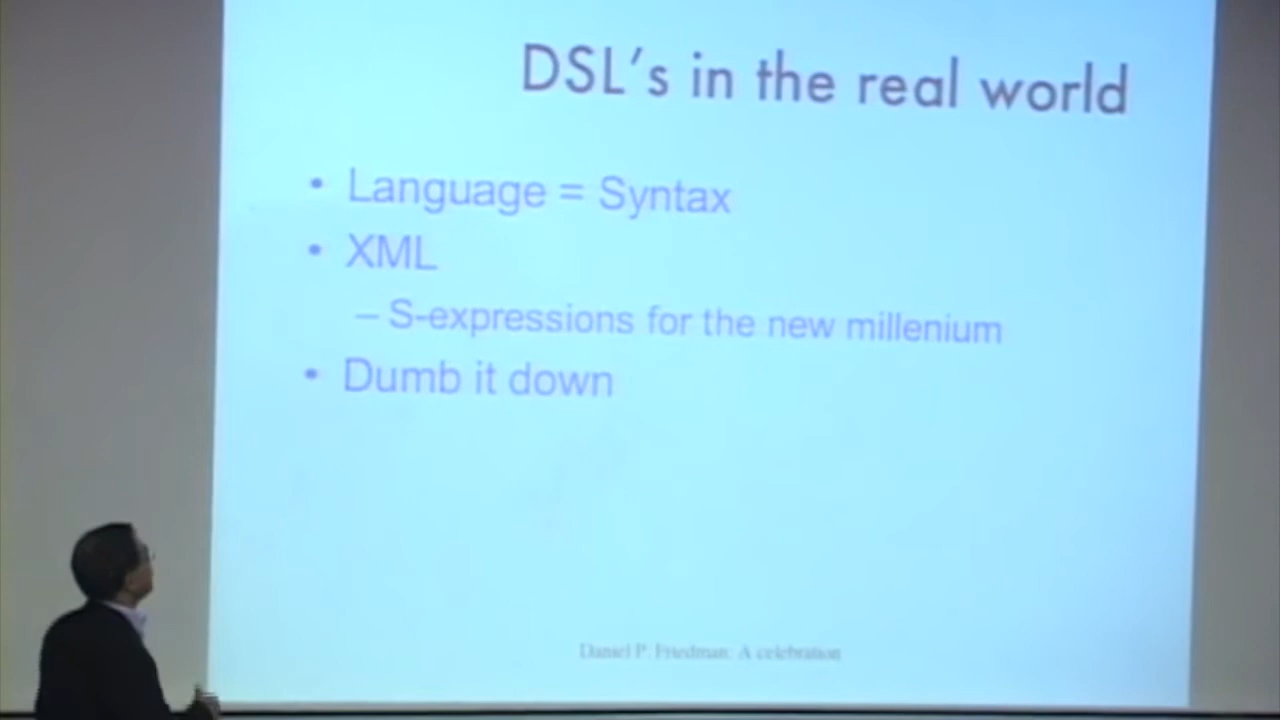 DSL's in the real world
• Language = Syntax
• XML
– S-expressions for the new millenium
• Dumb it down
Daniel P. Friedman: A celebration